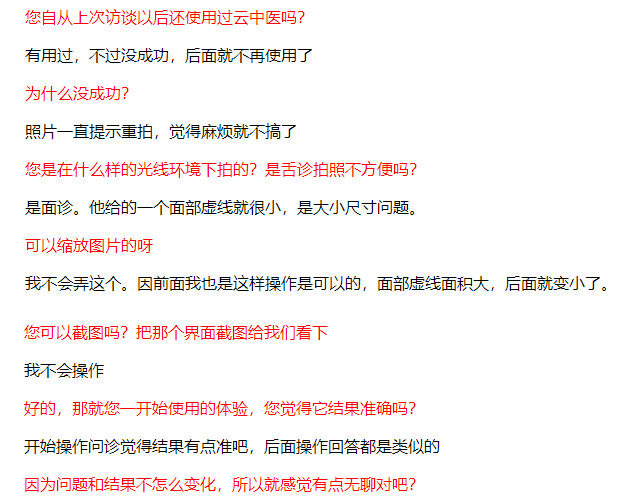 您自从上次访谈以后还使用过云中医吗？
有用过，不过没成功，后面就不再使用了
为什么没成功？
照片一直提示重拍，觉得麻烦就不搞了
您是在什么样的光线环境下拍的？是舌诊拍照不方便吗？
是面诊。他给的一个面部虚线就很小，是大小尺寸问题。
可以缩放图片的呀
我不会弄这个。因前面我也是这样操作是可以的，面部虚线面积大，后面就变小了。
您可以截图吗？把那个界面截图给我们看下
我不会操作
好的，那就您一开始使用的体验，您觉得它结果准确吗？
开始操作问诊觉得结果有点准吧，后面操作回答都是类似的
因为问题和结果不怎么变化，所以就感觉有点无聊对吧？